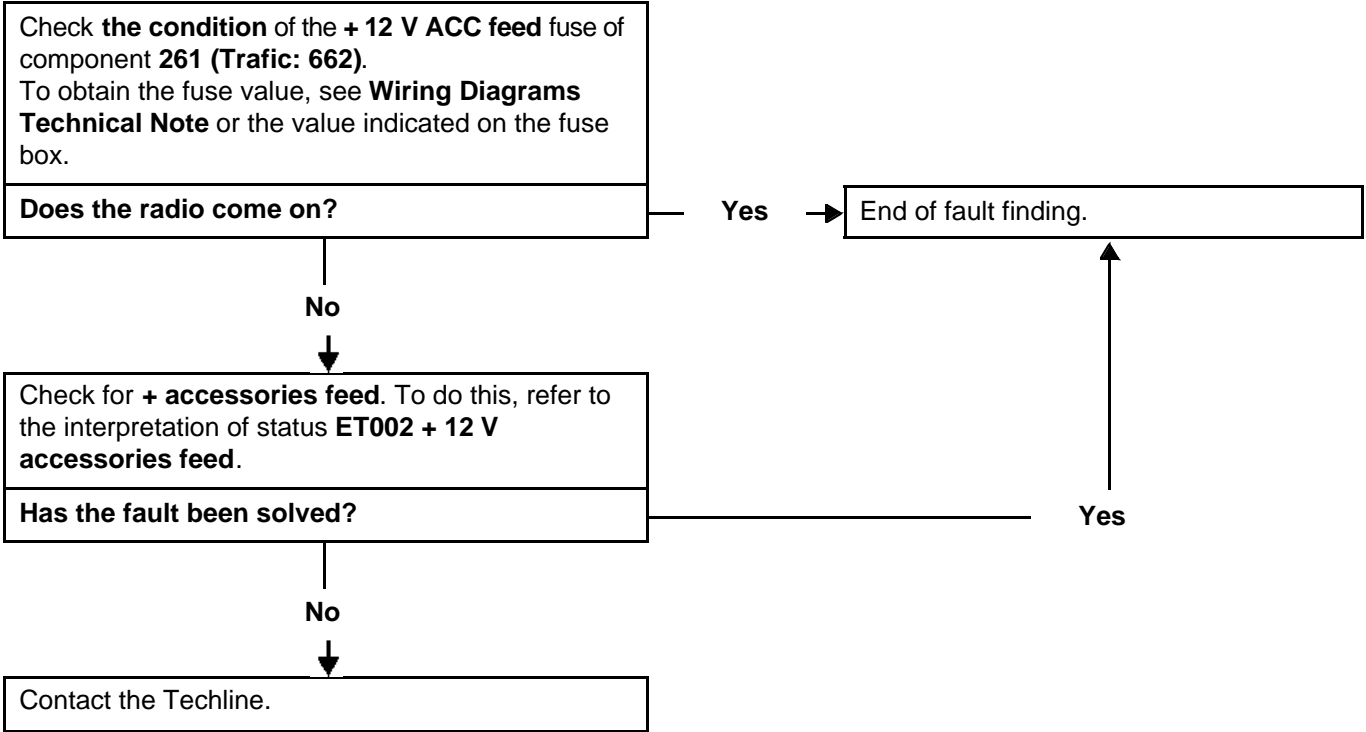 Check the condition of the + 12 V ACC feed fuse of
component 261 (Trafic: 662).
To obtain the fuse value, see Wiring Diagrams
Technical Note or the value indicated on the fuse
box.
Does the radio come on?
Yes
End of fault finding.
No
Check for + accessories feed. To do this, refer to
the interpretation of status ET002 + 12 V
accessories feed.
Has the fault been solved?
Yes
No
Contact the Techline.